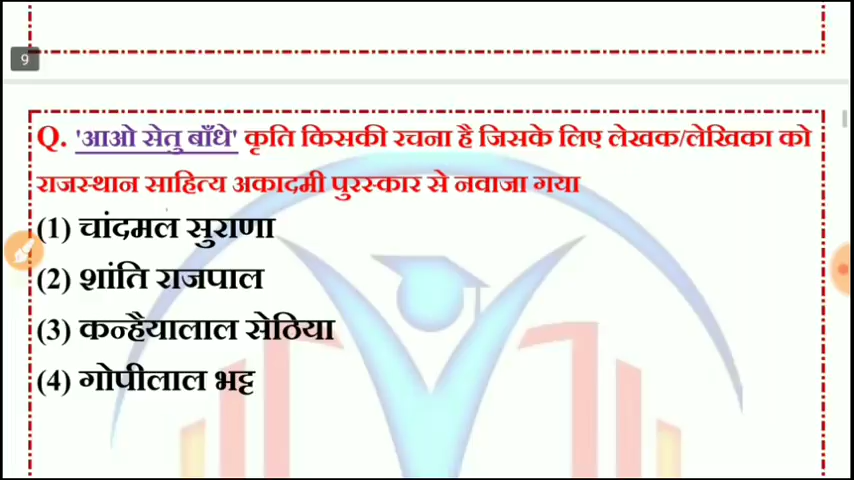 9
Q. 'आओ सेतु बाँधे' कृति किसकी रचना है जिसके लिए लेखक/लेखिका को
राजस्थान साहित्य अकादमी पुरस्कार से नवाजा गया
(1) चांदमल सुराणा
(2) शांति राजपाल
(3) कन्हैयालाल सेठिया
(4) गोपीलाल भट्ट